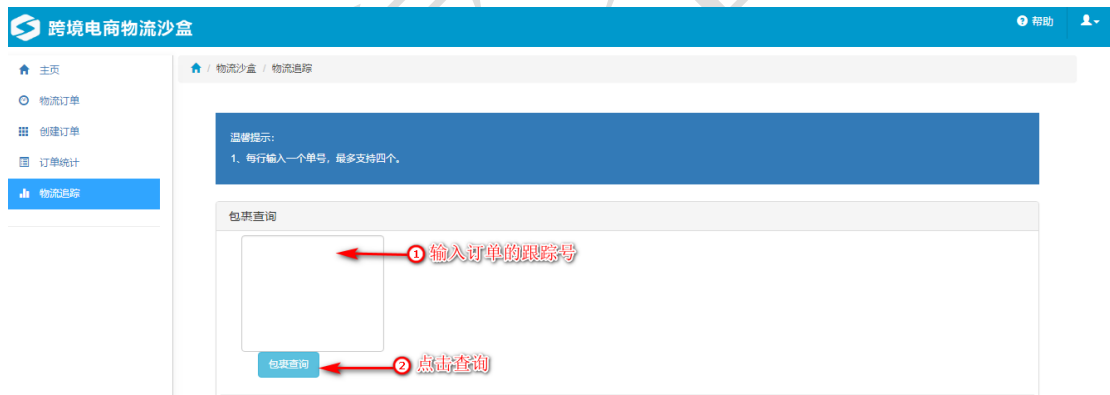 跨境电商物流沙盒
帮助
主页
物流订单
创建订单
订单统计
物流追踪
/ 物流沙盒 / 物流追踪
温馨提示：
1、每行输入一个单号，最多支持四个。
包裹查询
1 输入订单的跟踪号
包裹查询
2 点击查询